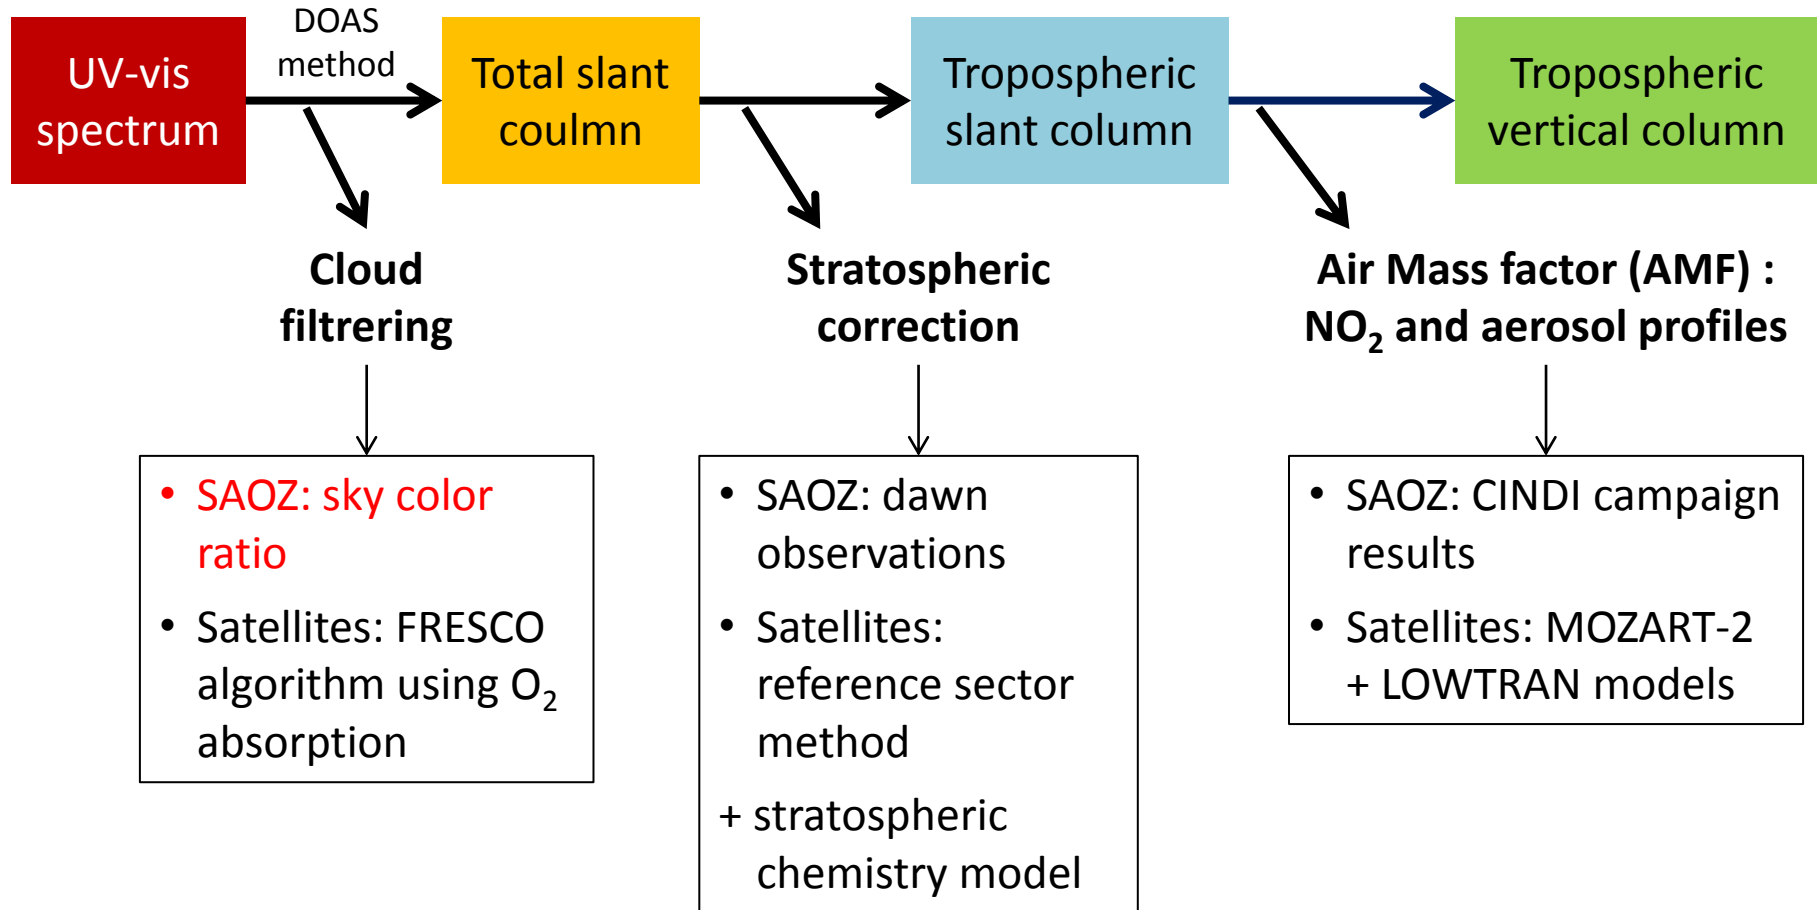 DOAS
method
UV-vis
spectrum
Total slant
coulmn
Tropospheric
slant column
Tropospheric
vertical column
Cloud
filtrering
Stratospheric
correction
Air Mass factor (AMF) :
NO₂ and aerosol profiles
• SAOZ: sky color
ratio
• Satellites: FRESCO
algorithm using O₂
absorption
• SAOZ: dawn
observations
• Satellites:
reference sector
method
+ stratospheric
chemistry model
• SAOZ: CINDI campaign
results
• Satellites: MOZART-2
+ LOWTRAN models